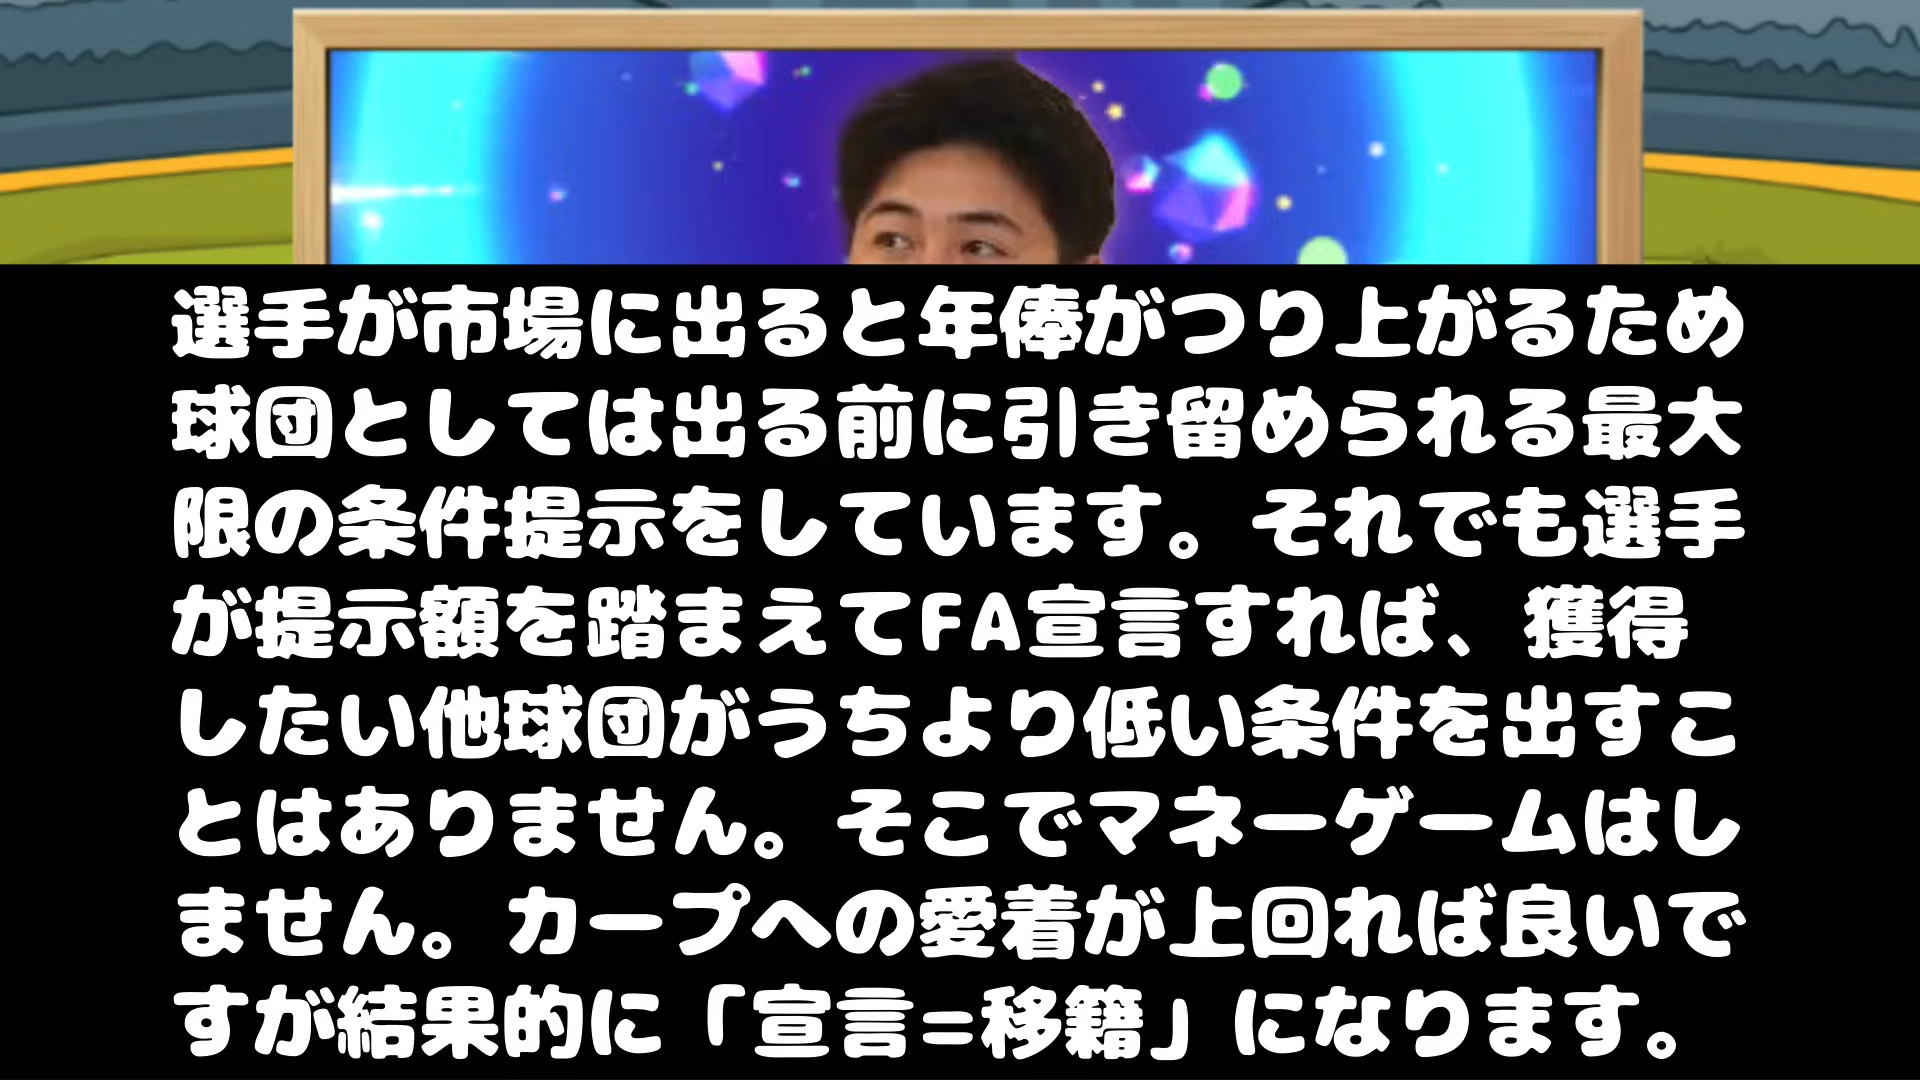 選手が市場に出ると年俸がつり上がるため
球団としては出る前に引き留められる最大
限の条件提示をしています。それでも選手
が提示額を踏まえてFA宣言すれば、獲得
したい他球団がうちより低い条件を出すこ
とはありません。そこでマネーゲームはし
ません。カープへの愛着が上回れば良いで
すが結果的に「宣言=移籍」になります。